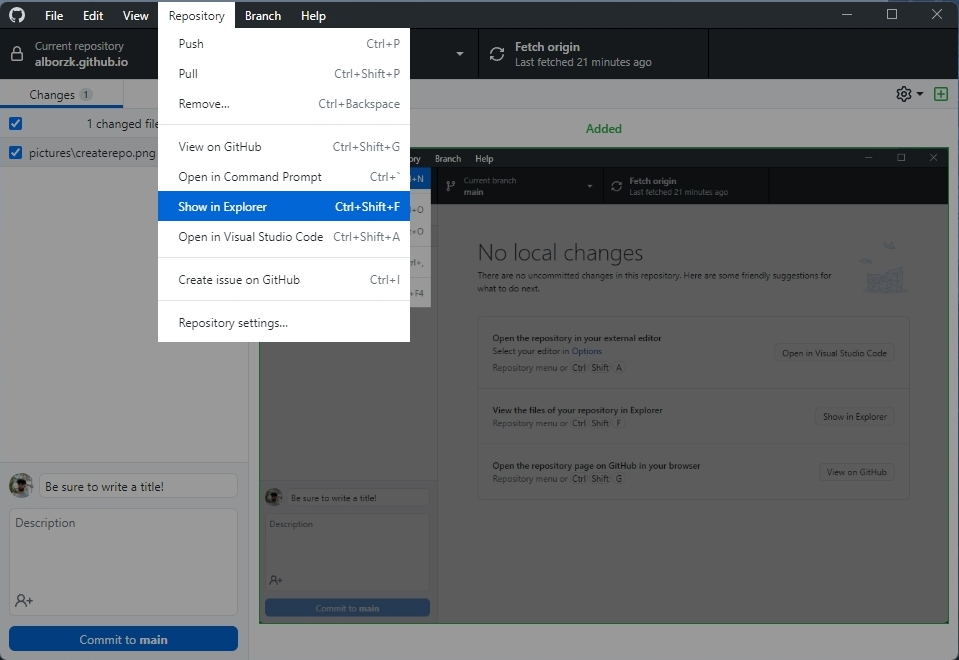 File Edit View Repository Branch Help
Current repository
alborzk.github.io
Fetch origin
Last fetched 21 minutes ago
Push Ctrl+P
Pull Ctrl+Shift+P
Remove... Ctrl+Backspace
View on GitHub Ctrl+Shift+G
Open in Command Prompt Ctrl+`
Show in Explorer Ctrl+Shift+F
Open in Visual Studio Code Ctrl+Shift+A
Create issue on GitHub Ctrl+I
Repository settings...
Changes 1
1 changed file
pictures\createrepo.png
Be sure to write a title!
Description
Commit to main
Added
ory Branch Help
+N
+O
+O
rl+,
+F4
Current branch
main
Fetch origin
Last fetched 21 minutes ago
No local changes
There are no uncommitted changes in this repository. Here are some friendly suggestions for
what to do next.
Open the repository in your external editor
Select your editor in Options
Repository menu or Ctrl Shift A
Open in Visual Studio Code
View the files of your repository in Explorer
Repository menu or Ctrl Shift F
Show in Explorer
Open the repository page on GitHub in your browser
Repository menu or Ctrl Shift G
View on GitHub
Be sure to write a title!
Description
Commit to main